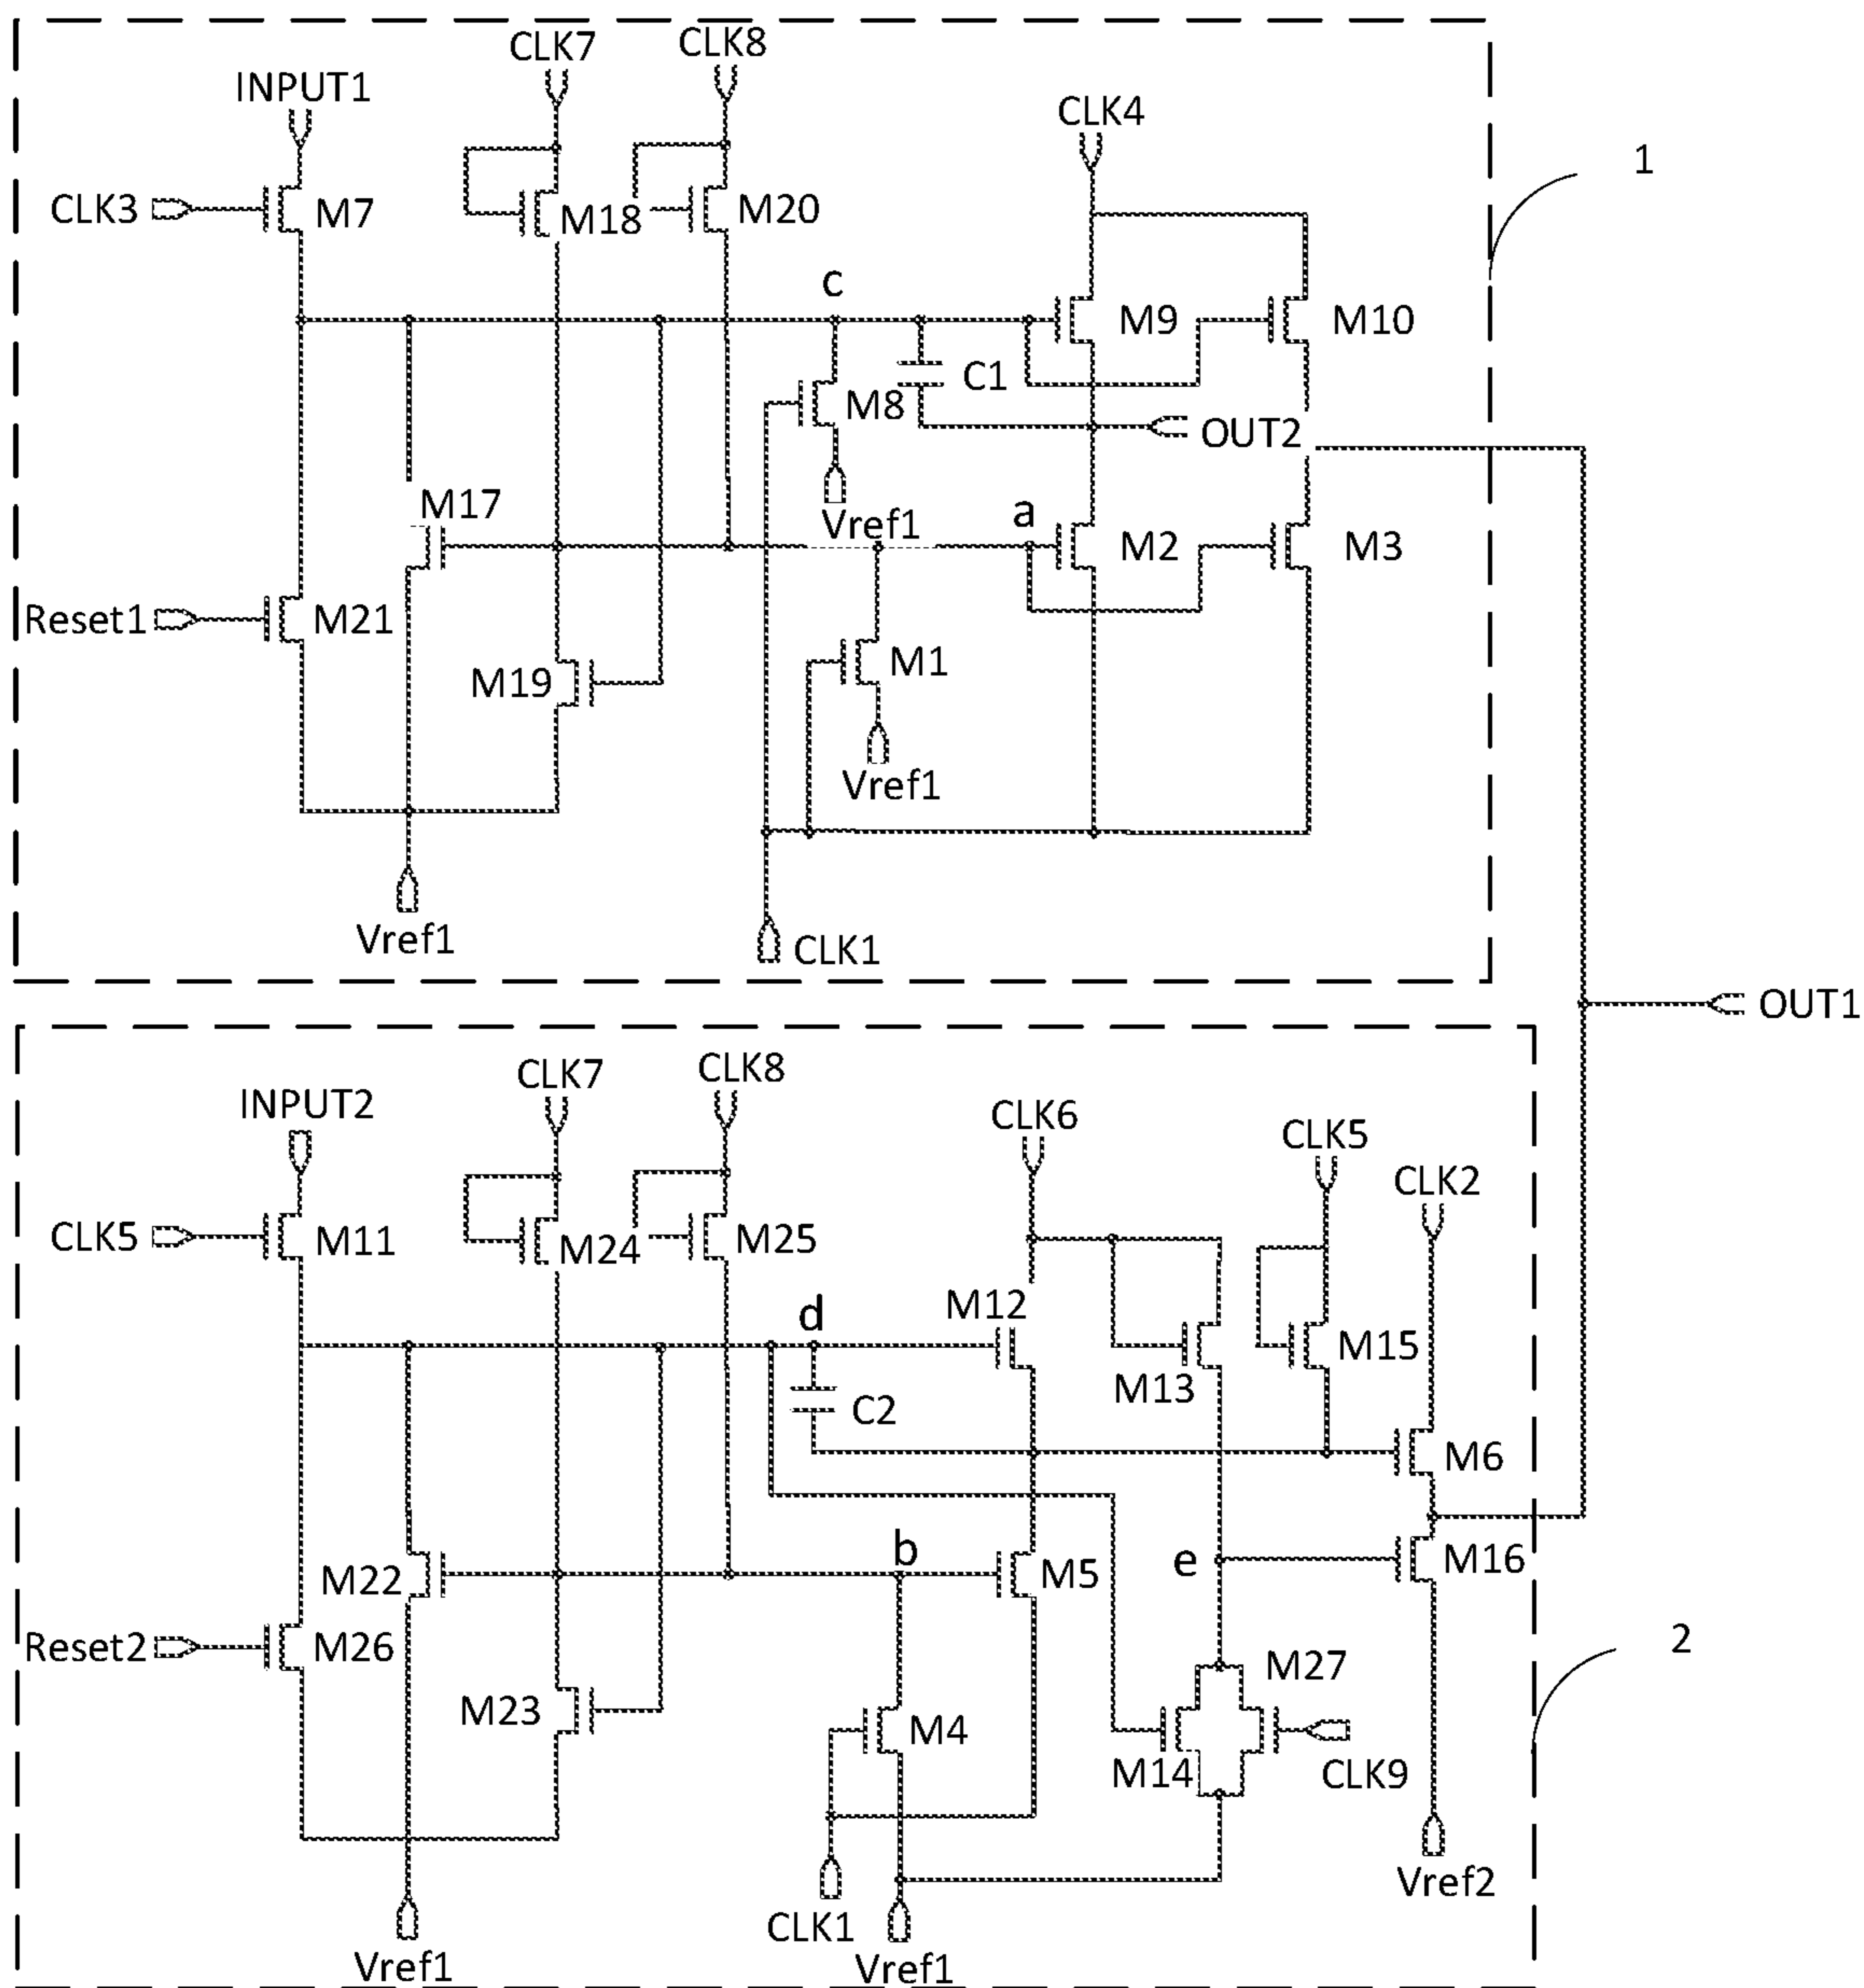 CLK7
CLK8
INPUT1
CLK4
1
CLK3
M7
M18
M20
c
M9
M10
C1
M8
OUT2
M17
Vref1
a
M2
M3
Reset1
M21
M19
M1
Vref1
Vref1
CLK1
OUT1
CLK7
CLK8
INPUT2
CLK6
CLK5
CLK2
CLK5
M11
M24
M25
d
M12
M15
M13
C2
M6
b
e
M22
M5
M16
Reset2
M26
M27
2
M23
M4
M14
CLK9
Vref2
CLK1
Vref1
Vref1